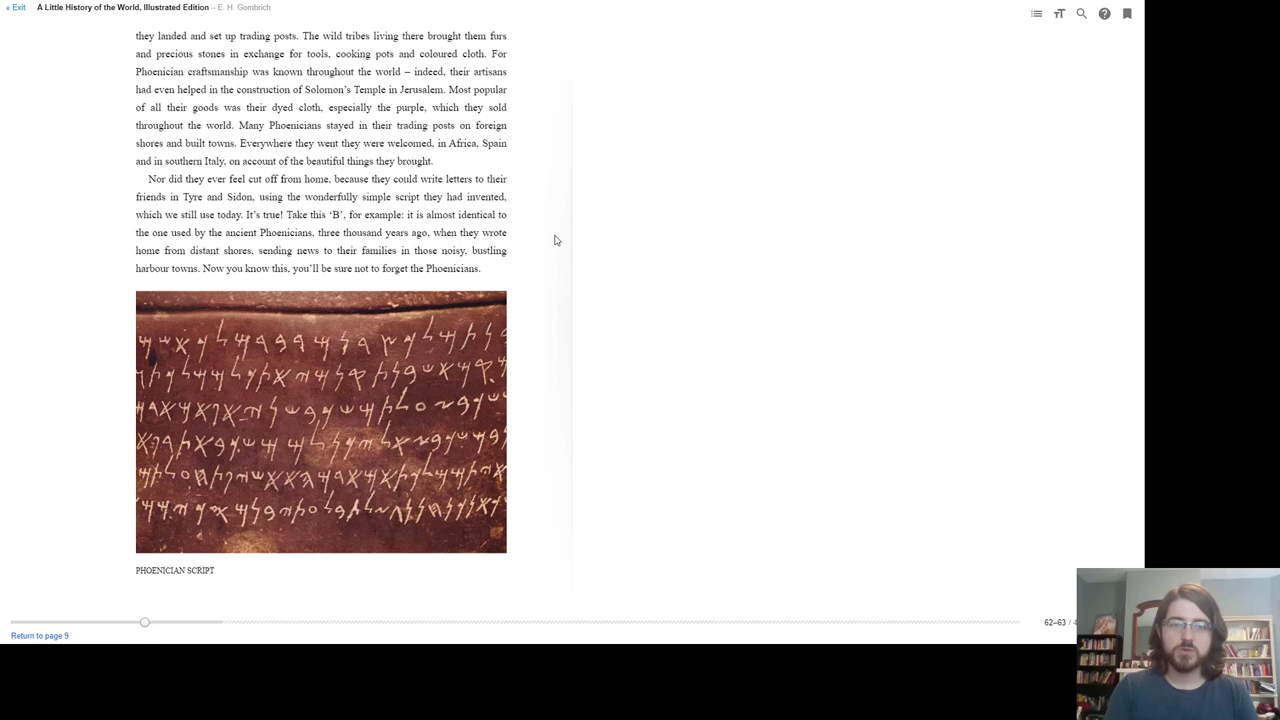 « Exit
A Little History of the World, Illustrated Edition – E. H. Gombrich
they landed and set up trading posts. The wild tribes living there brought them furs
and precious stones in exchange for tools, cooking pots and coloured cloth. For
Phoenician craftsmanship was known throughout the world – indeed, their artisans
had even helped in the construction of Solomon's Temple in Jerusalem. Most popular
of all their goods was their dyed cloth, especially the purple, which they sold
throughout the world. Many Phoenicians stayed in their trading posts on foreign
shores and built towns. Everywhere they went they were welcomed, in Africa, Spain
and in southern Italy, on account of the beautiful things they brought.
Nor did they ever feel cut off from home, because they could write letters to their
friends in Tyre and Sidon, using the wonderfully simple script they had invented,
which we still use today. It's true! Take this ‘B’, for example: it is almost identical to
the one used by the ancient Phoenicians, three thousand years ago, when they wrote
home from distant shores, sending news to their families in those noisy, bustling
harbour towns. Now you know this, you'll be sure not to forget the Phoenicians.
PHOENICIAN SCRIPT
62–63 /
Return to page 9